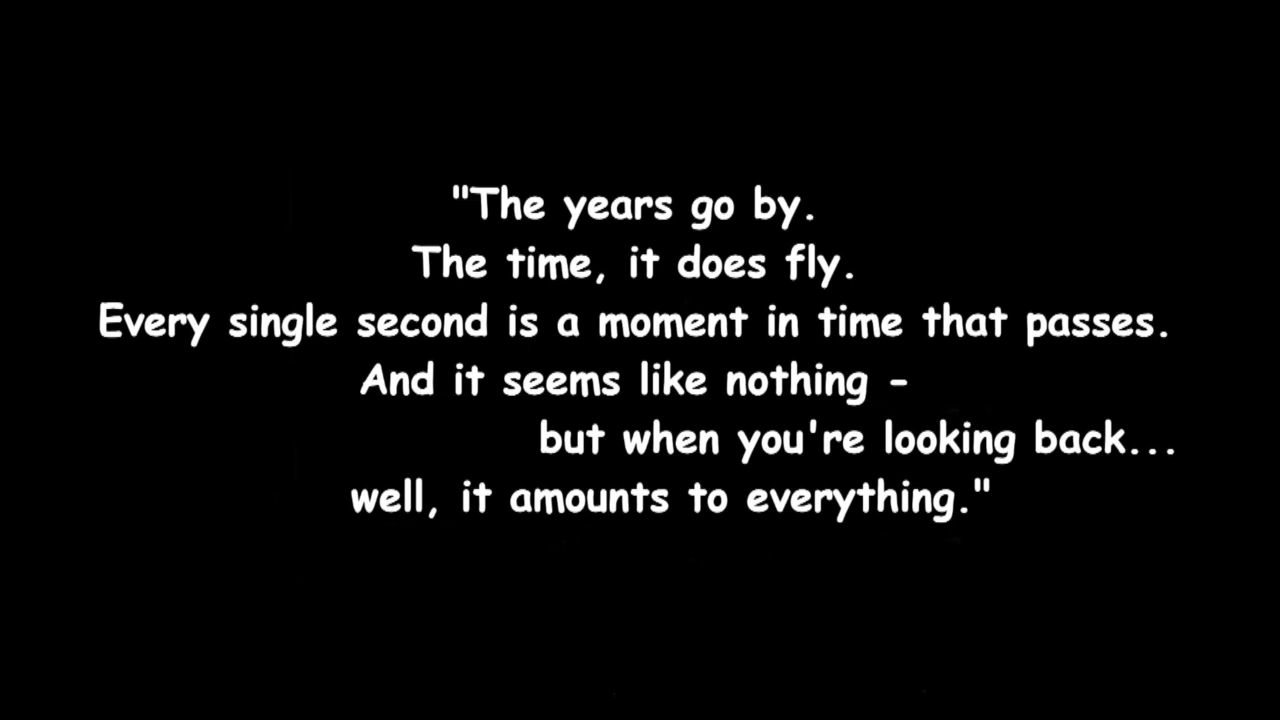 "The years go by.
The time, it does fly.
Every single second is a moment in time that passes.
And it seems like nothing -
but when you're looking back...
well, it amounts to everything."